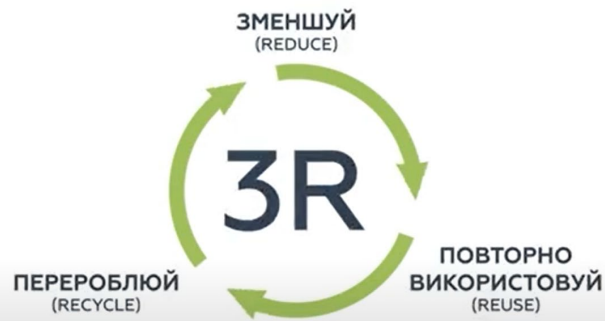 ЗМЕНШУЙ
(REDUCE)
3R
ПОВТОРНО
ВИКОРИСТОВУЙ
(REUSE)
ПЕРЕРОБЛЮЙ
(RECYCLE)